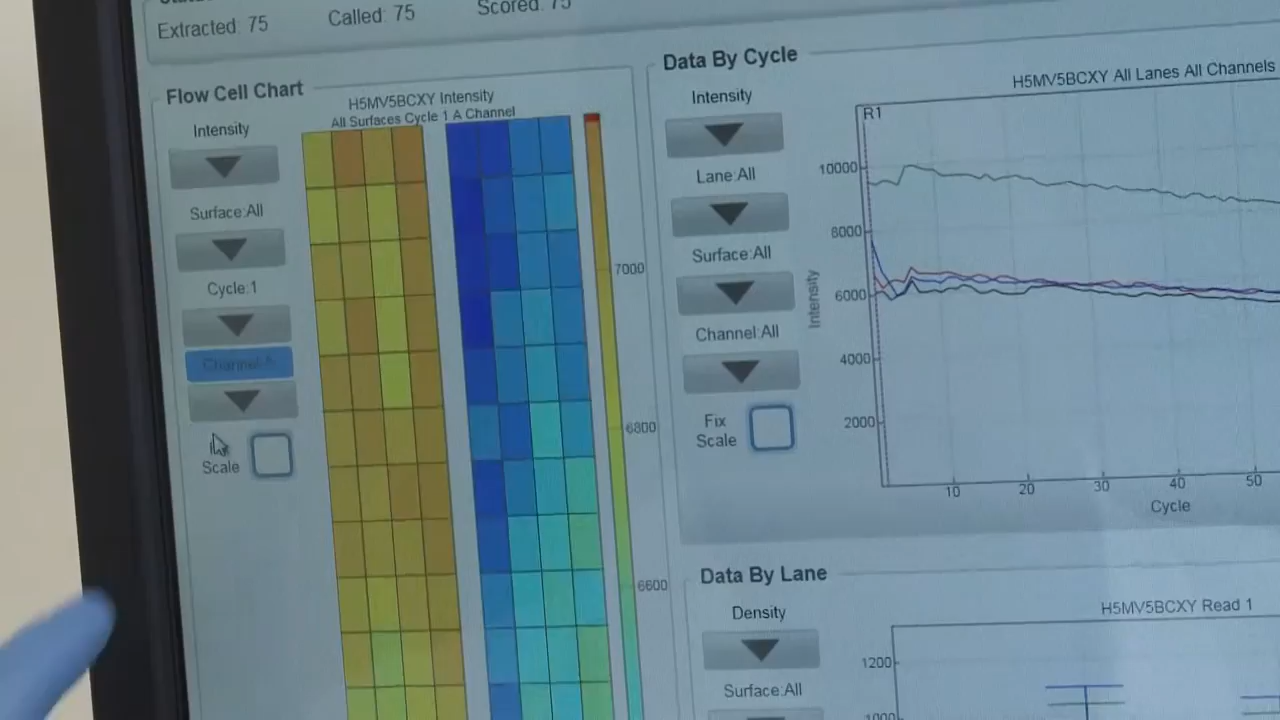 Extracted: 75
Called: 75
Scored: 75
Flow Cell Chart
Intensity
Surface:All
Cycle:1
Scale
H5MV5BCXY Intensity
All Surfaces Cycle 1 A Channel
7000
6800
6600
Data By Cycle
Intensity
Lane:All
Surface:All
Channel:All
Fix
Scale
H5MV5BCXY All Lanes All Channels
R1
10000
8000
6000
4000
2000
Intensity
10
20
30
40
50
Cycle
Data By Lane
Density
Surface:All
H5MV5BCXY Read 1
1200
1000